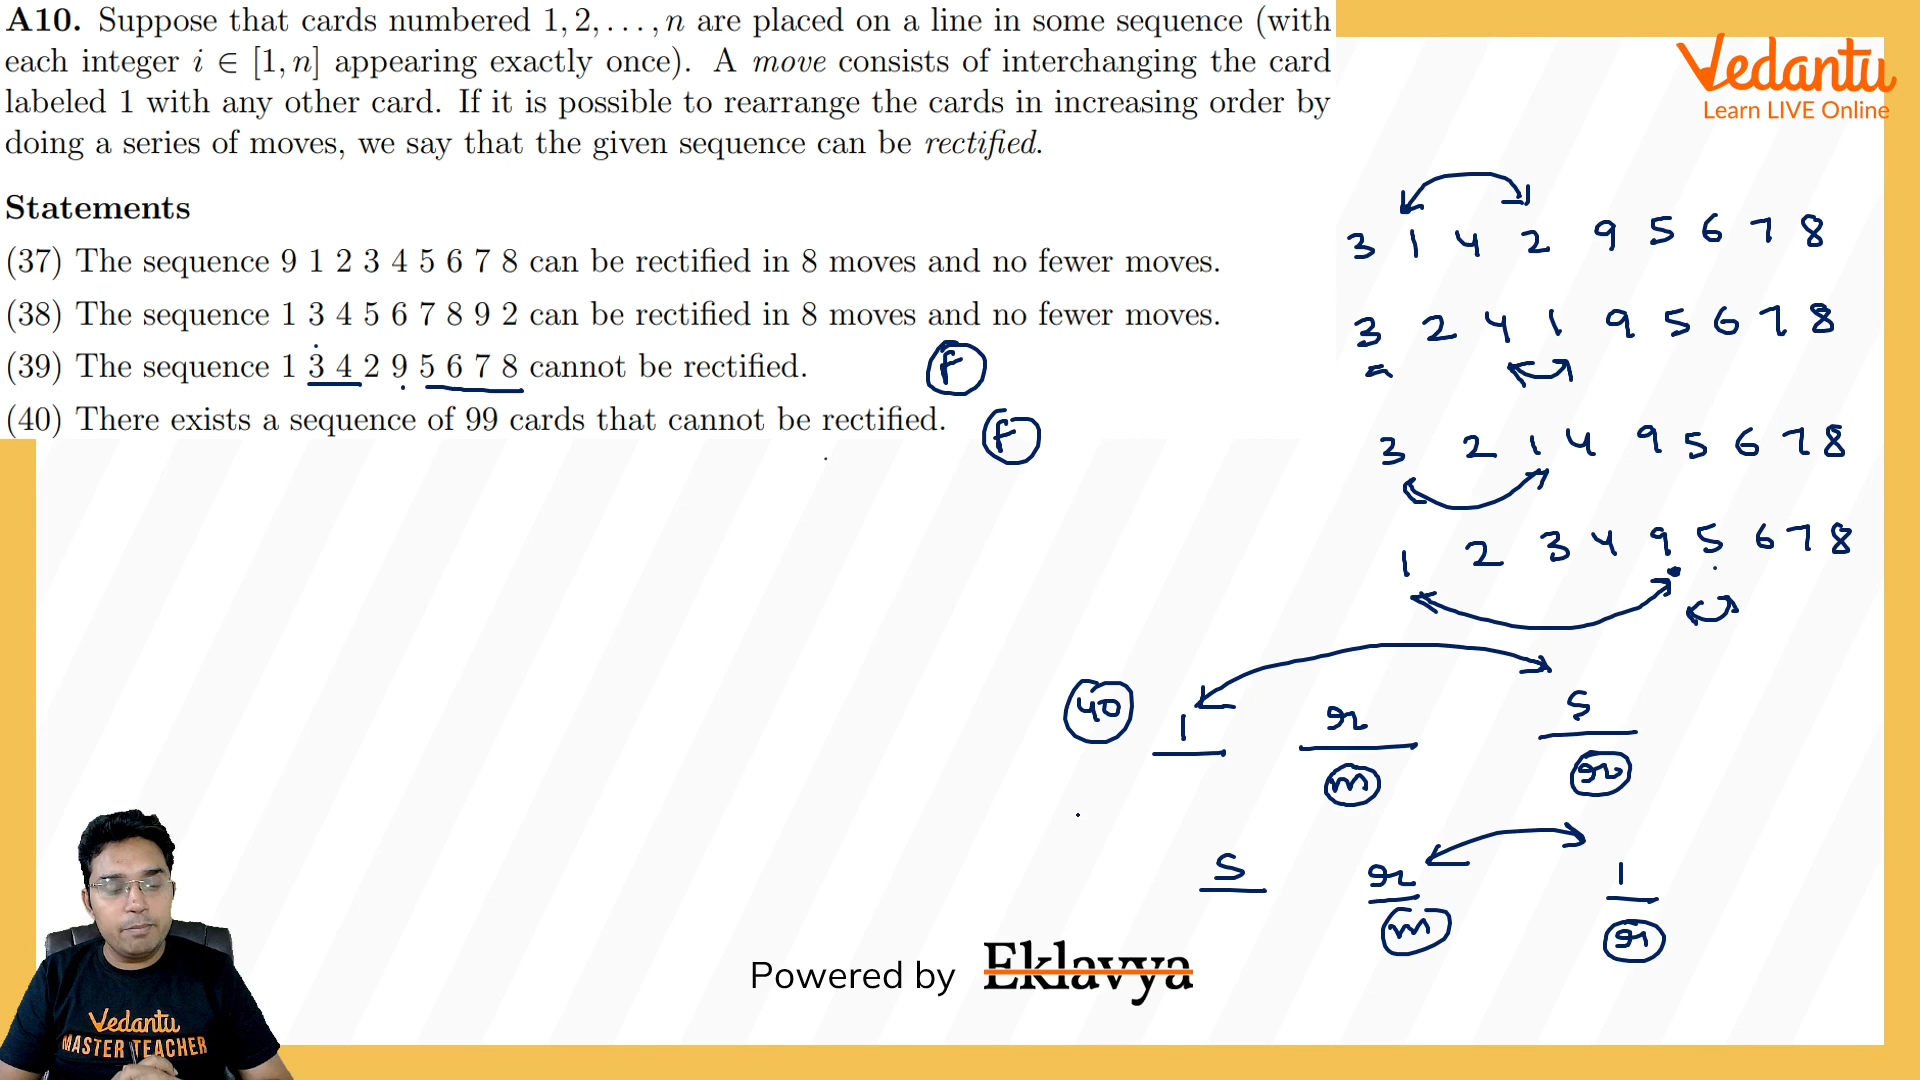 A10. Suppose that cards numbered 1, 2, . . . , n are placed on a line in some sequence (with
each integer i ∈ [1, n] appearing exactly once). A move consists of interchanging the card
labeled 1 with any other card. If it is possible to rearrange the cards in increasing order by
doing a series of moves, we say that the given sequence can be rectified.
Statements
(37) The sequence 9 1 2 3 4 5 6 7 8 can be rectified in 8 moves and no fewer moves.
(38) The sequence 1 3 4 5 6 7 8 9 2 can be rectified in 8 moves and no fewer moves.
(39) The sequence 1 3 4 2 9 5 6 7 8 cannot be rectified.
F
(40) There exists a sequence of 99 cards that cannot be rectified.
F
Vedantu
Learn LIVE Online
3 1 4 2 9 5 6 7 8
3 2 4 1 9 5 6 7 8
3 2 1 4 9 5 6 7 8
1 2 3 4 9 5 6 7 8
40
1 r s
m r
s r 1
m r
Vedantu
MASTER TEACHER
Powered by Eklavya